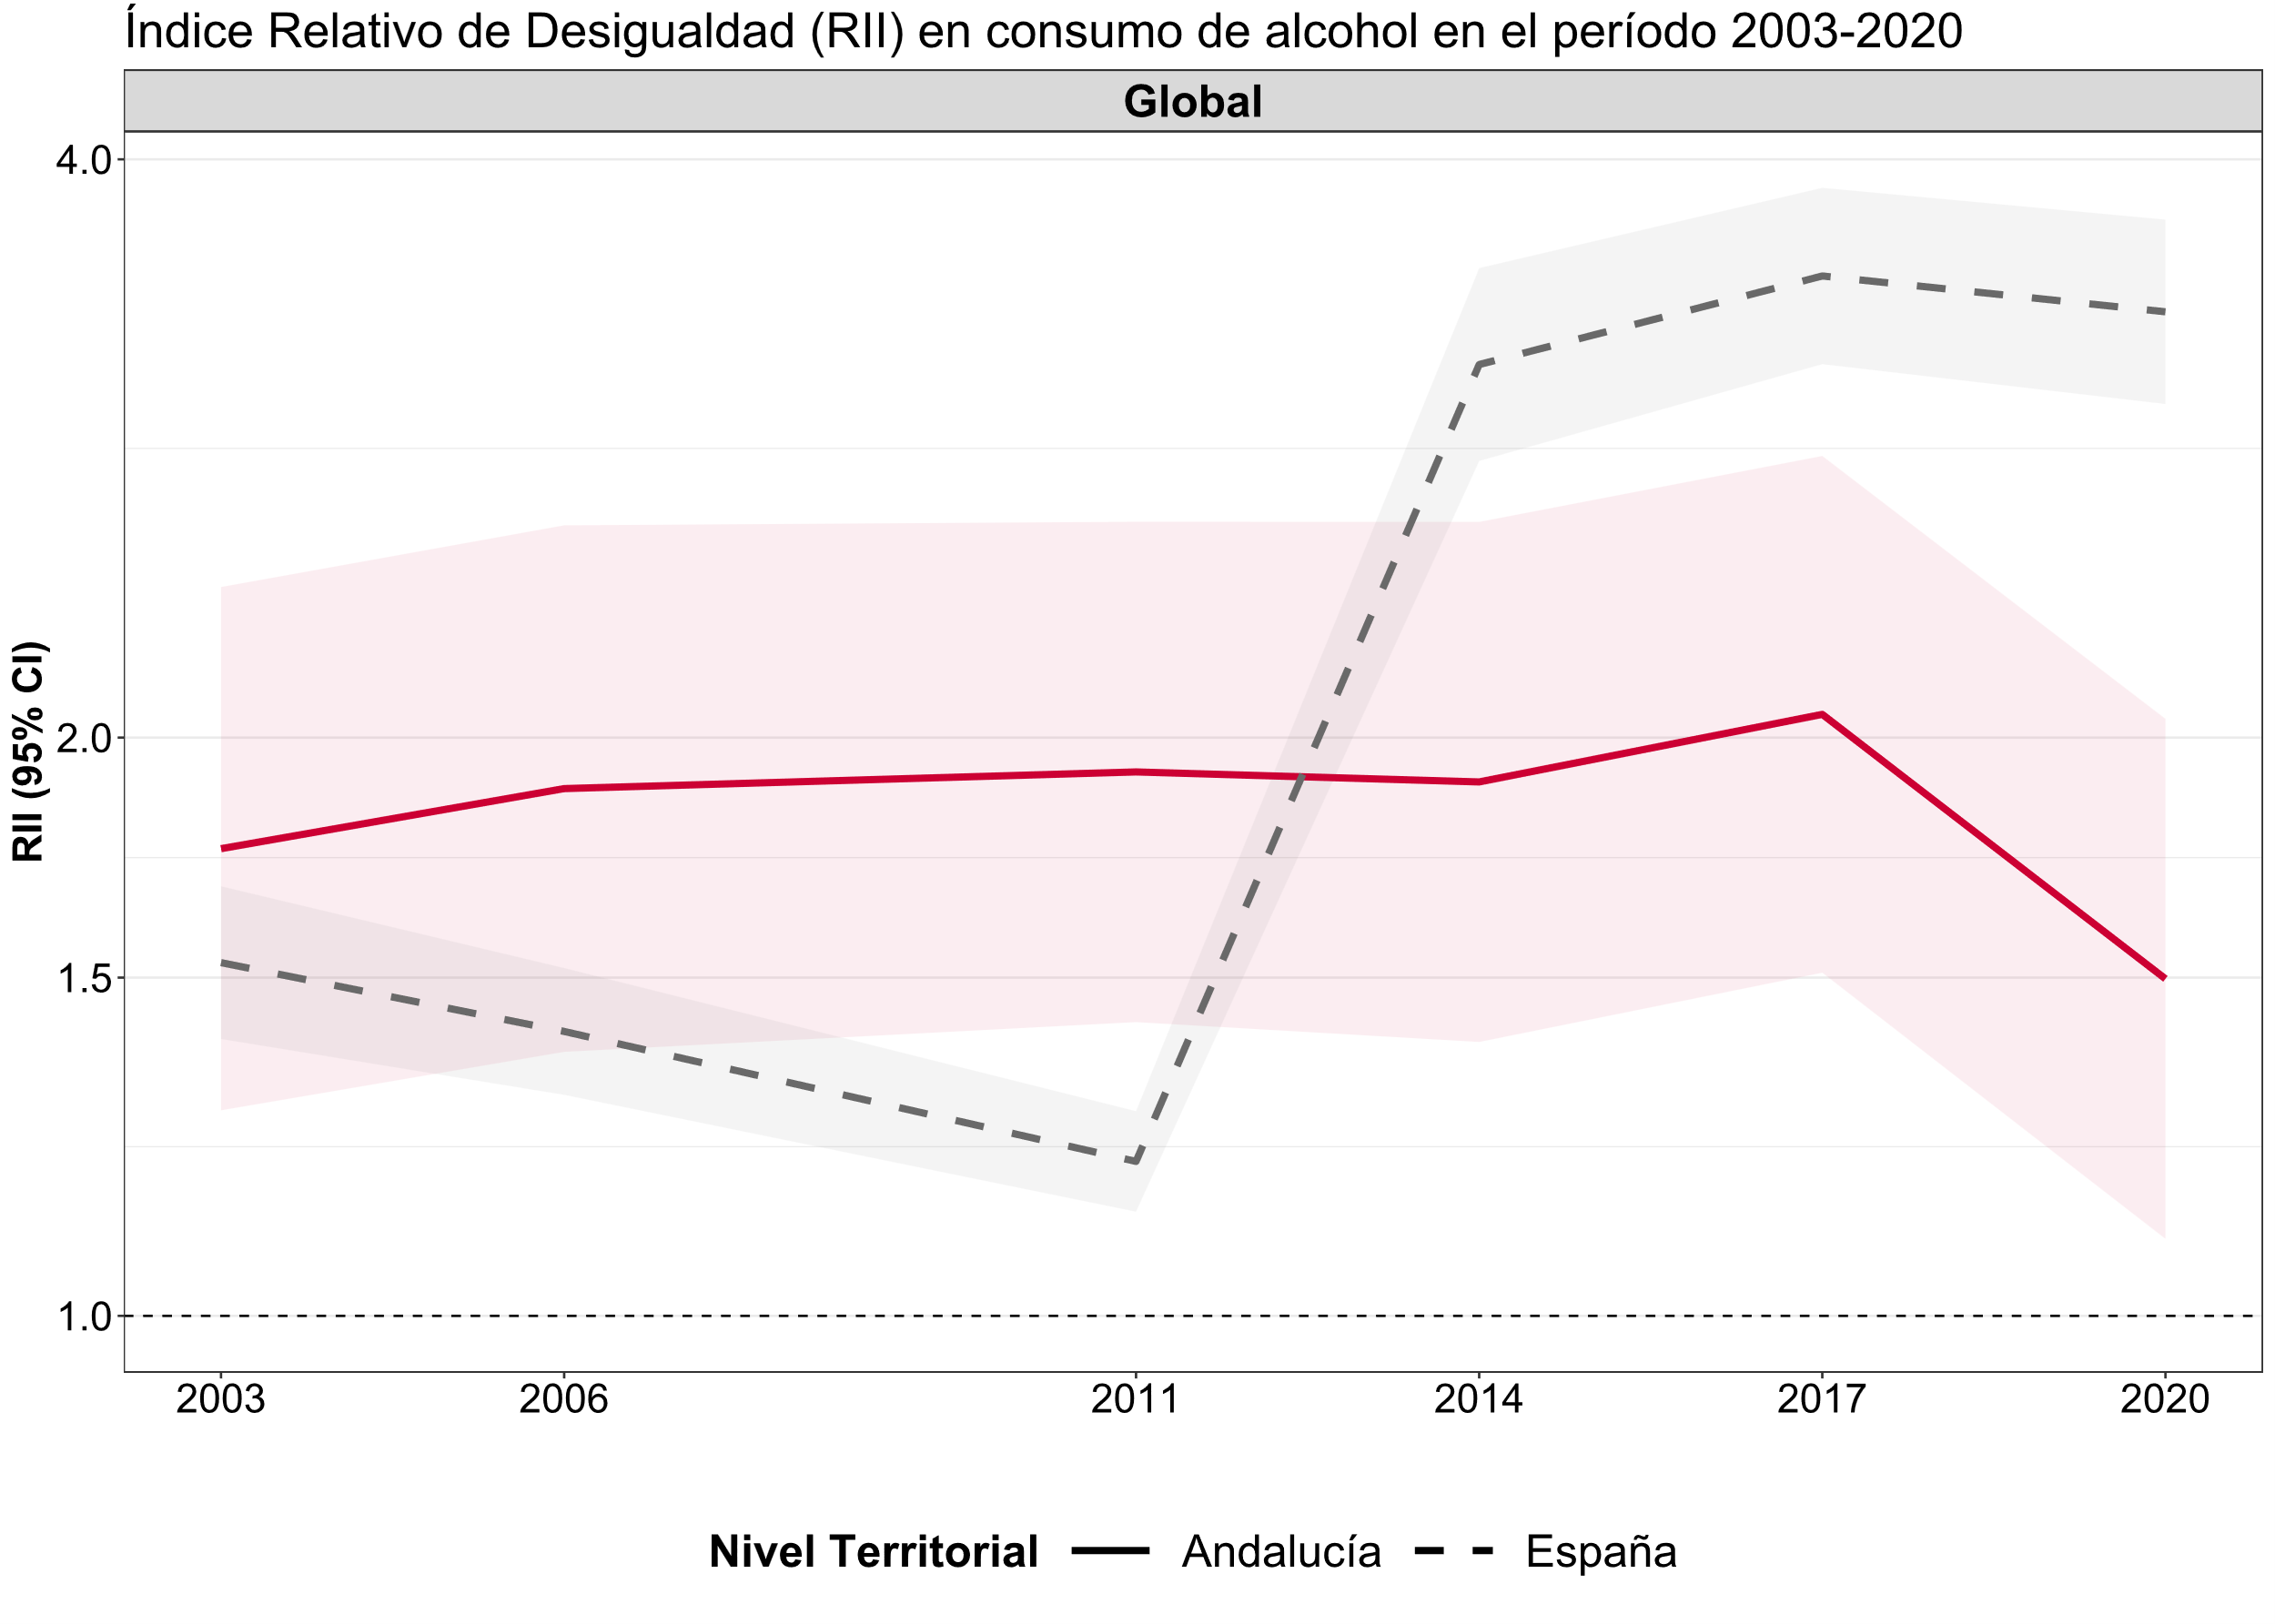 Índice Relativo de Desigualdad (RII) en consumo de alcohol en el período 2003-2020
Global
RII (95% CI)
4.0
2.0
1.5
1.0
2003 2006 2011 2014 2017 2020
Nivel Territorial Andalucía España